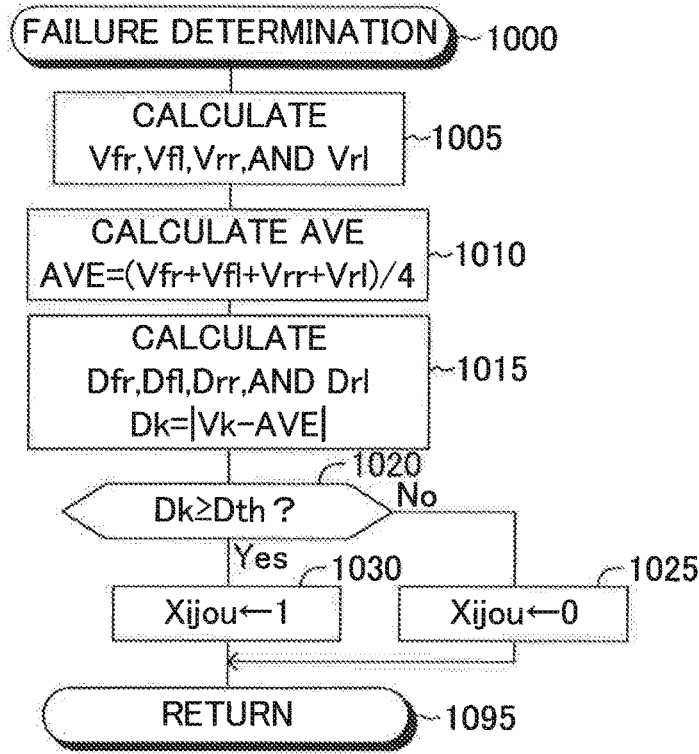 FAILURE DETERMINATION
1000
CALCULATE
Vfr,Vfl,Vrr,AND Vrl
1005
CALCULATE AVE
AVE=(Vfr+Vfl+Vrr+Vrl)/4
1010
CALCULATE
Dfr,Dfl,Drr,AND Drl
Dk=|Vk-AVE|
1015
1020
Dk≥Dth ?
No
Yes
1030
Xijou←1
1025
Xijou←0
RETURN
1095